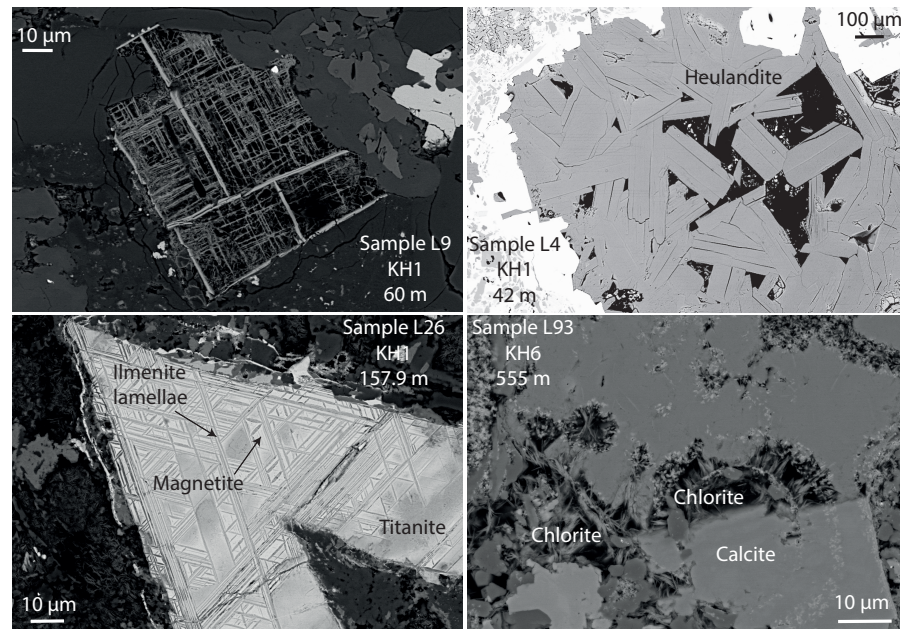 10 µm
Sample L9
KH1
60 m
100 µm
Heulandite
Sample L4
KH1
42 m
Sample L26
KH1
157.9 m
Ilmenite
lamellae
Magnetite
Titanite
10 µm
Sample L93
KH6
555 m
Chlorite
Chlorite
Calcite
10 µm